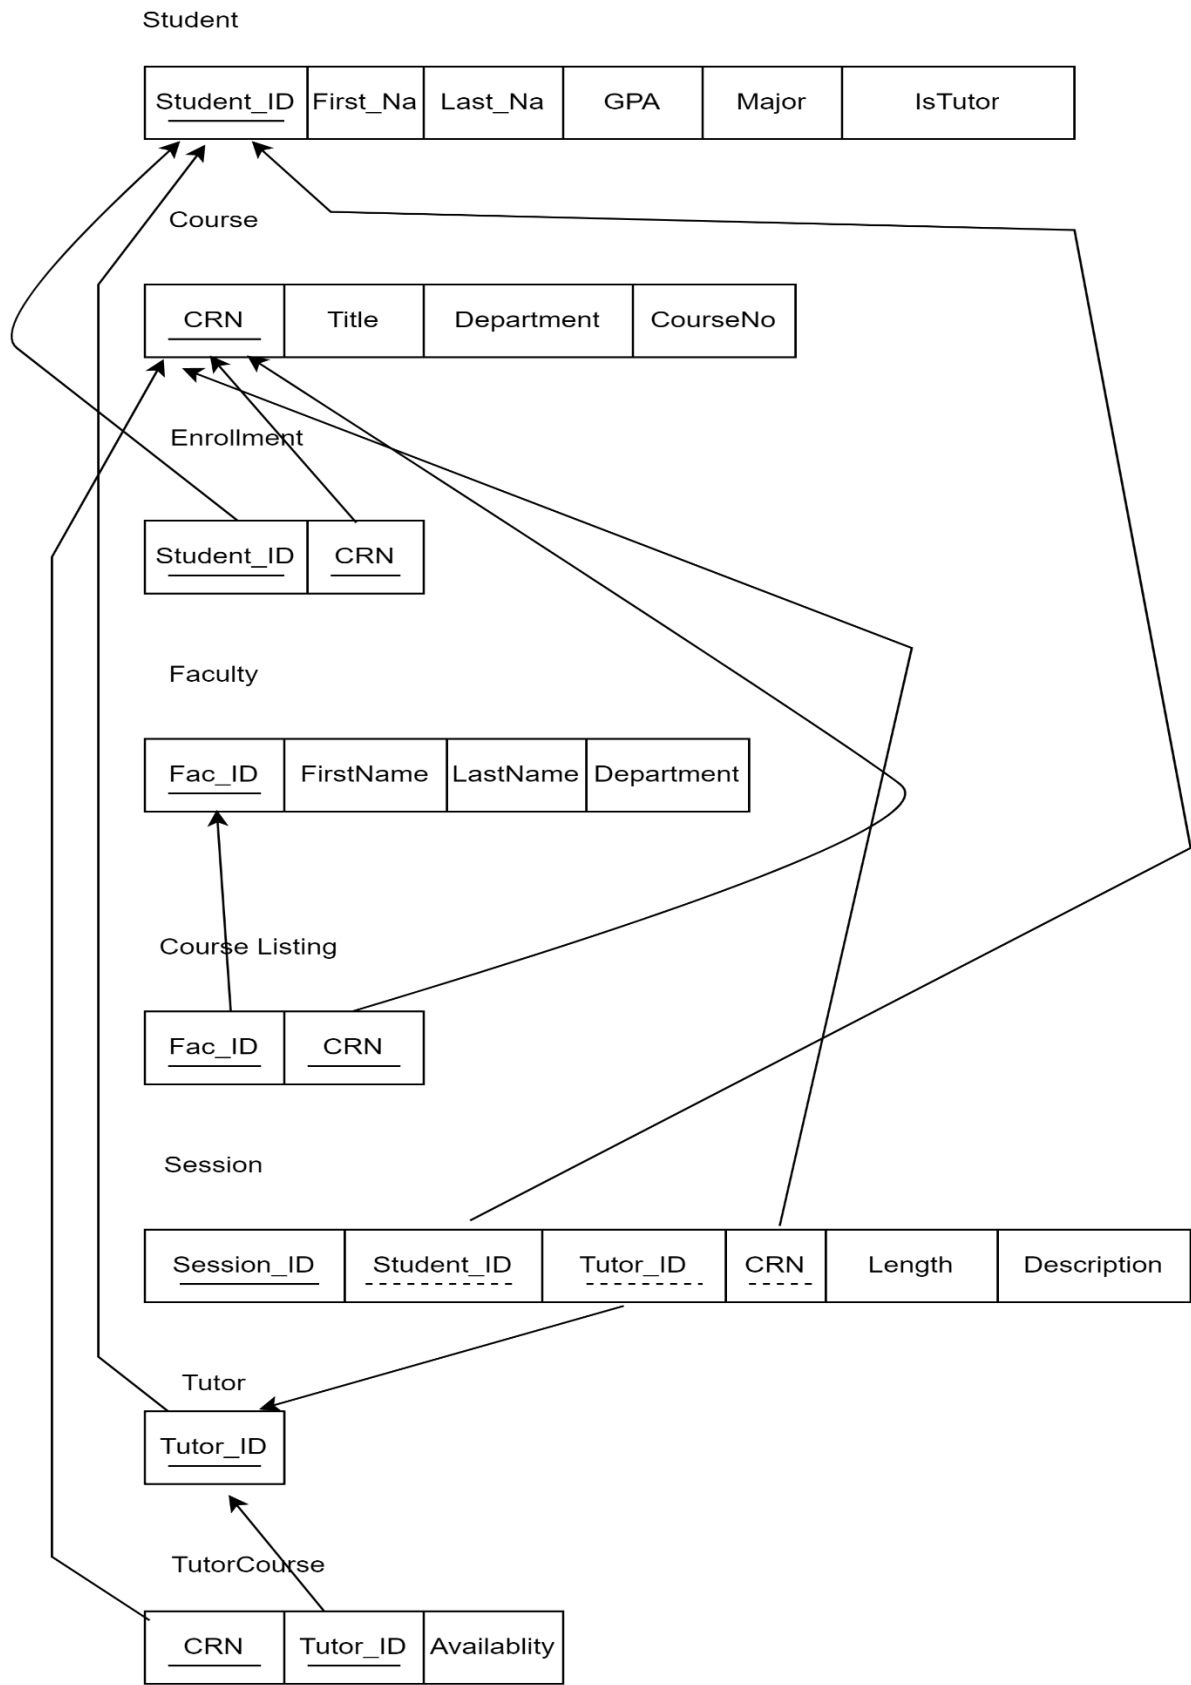 Student
Student_ID First_Na Last_Na GPA Major IsTutor
Course
CRN Title Department CourseNo
Enrollment
Student_ID CRN
Faculty
Fac_ID FirstName LastName Department
Course Listing
Fac_ID CRN
Session
Session_ID Student_ID Tutor_ID CRN Length Description
Tutor
Tutor_ID
TutorCourse
CRN Tutor_ID Availablity